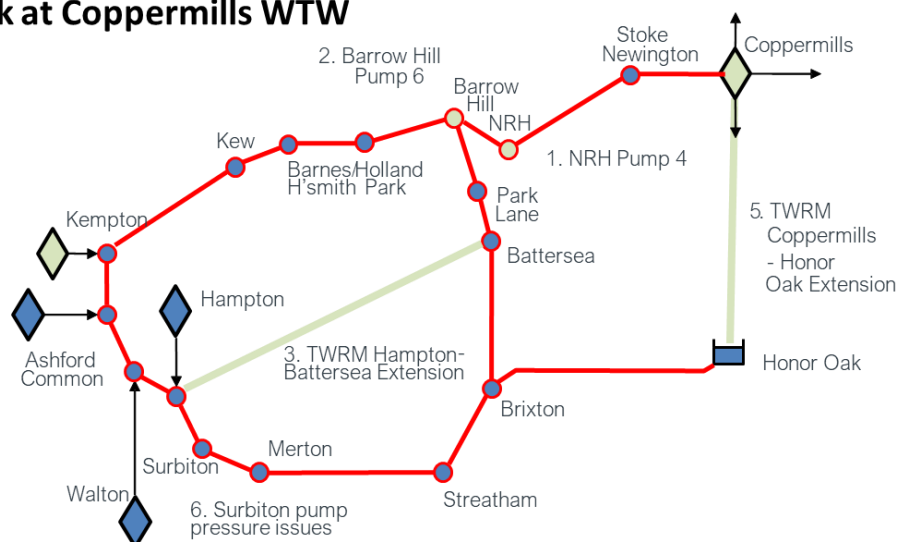 k at Coppermills WTW
Stoke
Newington
Coppermills
2. Barrow Hill
Pump 6
Barrow
Hill
NRH
1. NRH Pump 4
Kew
Barnes/Holland
H'smith Park
Park
Lane
Battersea
5. TWRM
Coppermills
- Honor
Oak Extension
Kempton
Hampton
Ashford
Common
3. TWRM Hampton-
Battersea Extension
Honor Oak
Brixton
Surbiton
Merton
Streatham
Walton
6. Surbiton pump
pressure issues